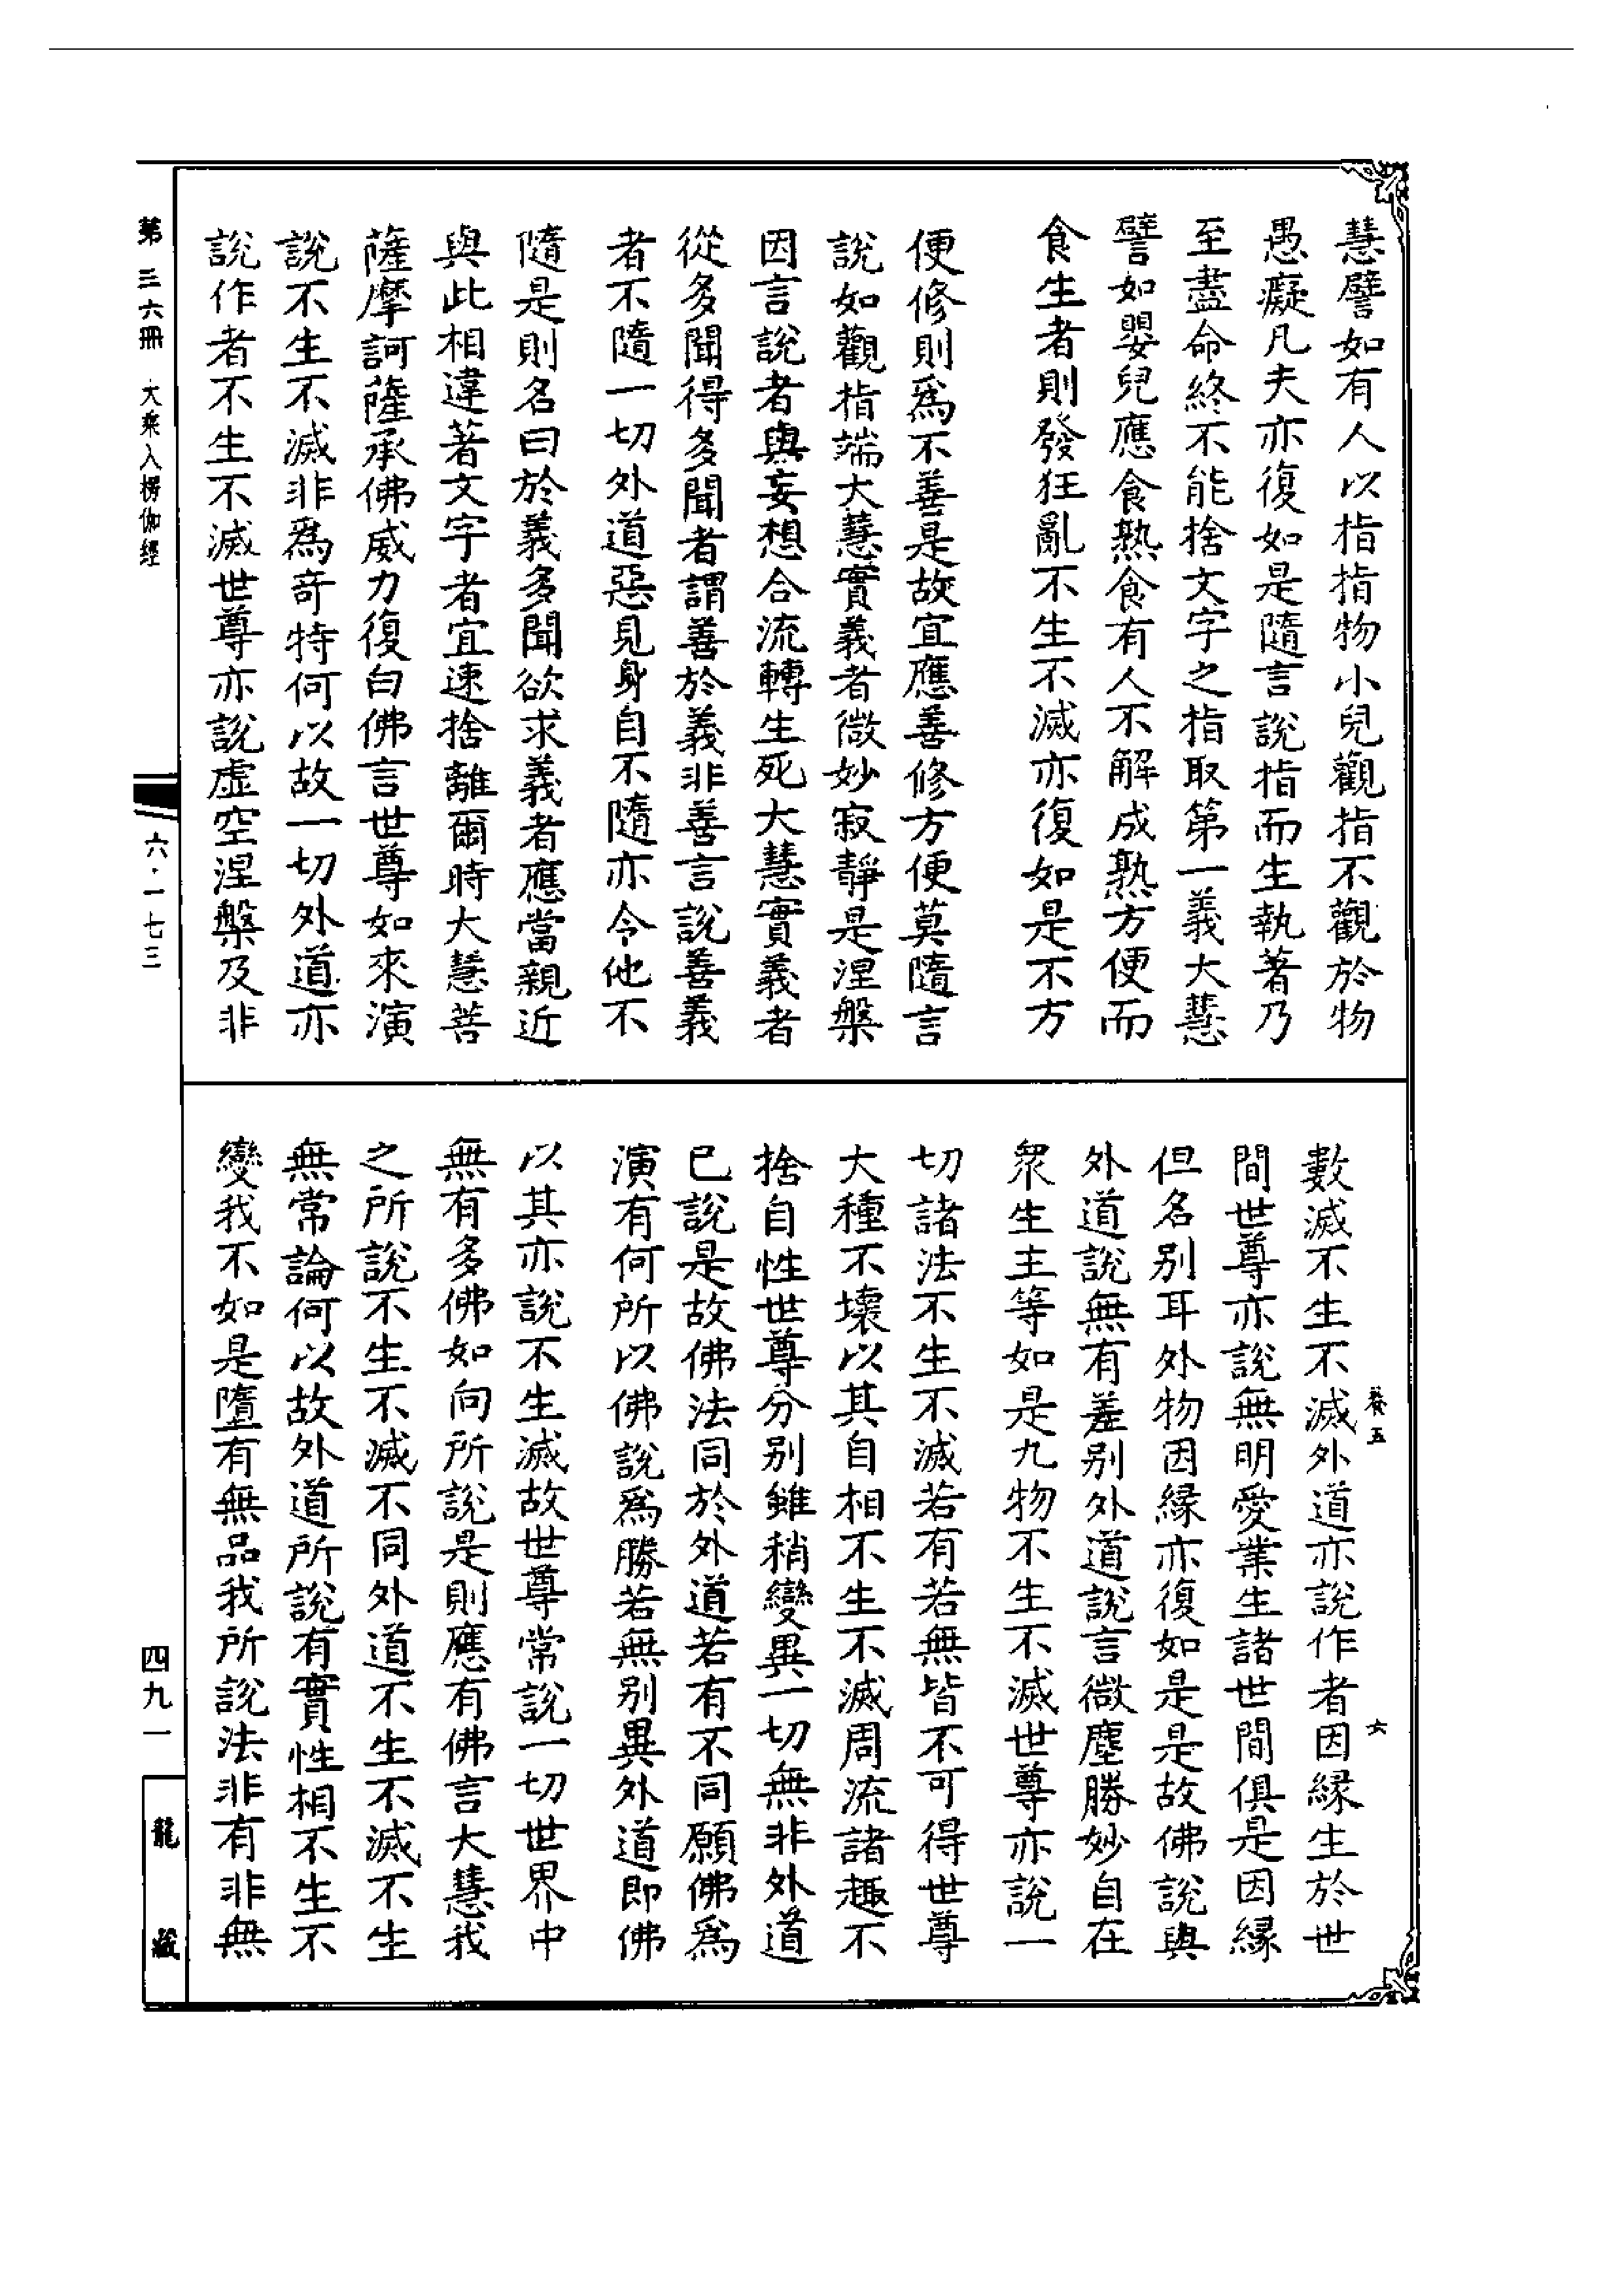 慧譬如有人以指指物小兒觀指不觀於物
愚癡凡夫亦復如是隨言說指而生執著乃
至盡命終不能捨文字之指取第一義大慧
譬如嬰兒應食熟食有人不解成熟方便而
食生者則發狂亂不生不滅亦復如是不方
便修則為不善是故宜應善修方便莫隨言
說如觀指端大慧實義者微妙寂靜是涅槃
因言說者與妄想合流轉生死大慧實義者
從多聞得多聞者謂善於義非善言說善義
者不隨一切外道惡見身自不隨亦令他不
隨是則名曰於義多聞欲求義者應當親近
與此相違著文字者宜速捨離爾時大慧菩
薩摩訶薩承佛威力復白佛言世尊如來演
說不生不滅非為奇特何以故一切外道亦
說作者不生不滅世尊亦說虛空涅槃及非
數滅不生不滅外道亦說作者因緣生於世
間世尊亦說無明愛業生諸世間俱是因緣
但名別耳外物因緣亦復如是是故佛說與
外道說無有差別外道說言微塵勝妙自在
眾生主等如是九物不生不滅世尊亦說一
切諸法不生不滅若有若無皆不可得世尊
大種不壞以其自相不生不滅周流諸趣不
捨自性世尊分別雖稍變異一切無非外道
已說是故佛法同於外道若有不同願佛為
演有何所以佛說為勝若無別異外道即佛
以其亦說不生滅故世尊常說一切世界中
無有多佛如向所說是則應有佛言大慧我
之所說不生不滅不同外道不生不滅不生
無常論何以故外道所說有實性相不生不
變我不如是墮有無品我所說法非有非無
卷五
六
第三六冊 大乘入楞伽經
六·一七三
四九一
龍藏